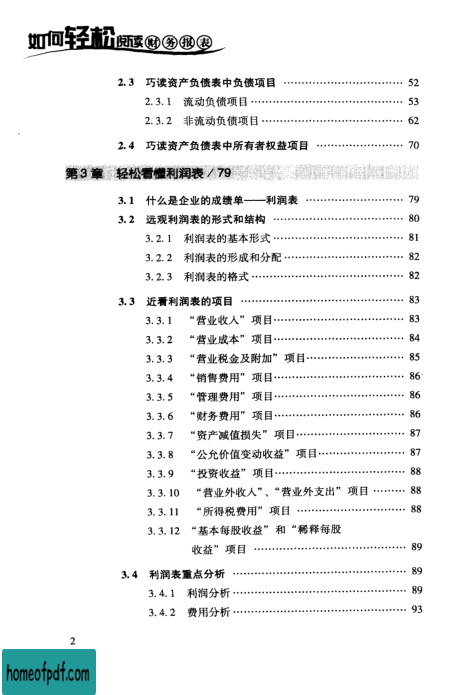 如何轻松阅读财务报表
2.3 巧读资产负债表中负债项目 …… 52
2.3.1 流动负债项目 …… 53
2.3.2 非流动负债项目 …… 62
2.4 巧读资产负债表中所有者权益项目 …… 70
第3章 轻松看懂利润表/79
3.1 什么是企业的成绩单——利润表 …… 79
3.2 远观利润表的形式和结构 …… 80
3.2.1 利润表的基本形式 …… 81
3.2.2 利润表的形成和分配 …… 82
3.2.3 利润表的格式 …… 82
3.3 近看利润表的项目 …… 83
3.3.1 “营业收入”项目 …… 83
3.3.2 “营业成本”项目 …… 84
3.3.3 “营业税金及附加”项目 …… 85
3.3.4 “销售费用”项目 …… 86
3.3.5 “管理费用”项目 …… 86
3.3.6 “财务费用”项目 …… 86
3.3.7 “资产减值损失”项目 …… 87
3.3.8 “公允价值变动收益”项目 …… 87
3.3.9 “投资收益”项目 …… 88
3.3.10 “营业外收入”、“营业外支出”项目 …… 88
3.3.11 “所得税费用”项目 …… 88
3.3.12 “基本每股收益”和“稀释每股
收益”项目 …… 89
3.4 利润表重点分析 …… 89
3.4.1 利润分析 …… 89
3.4.2 费用分析 …… 93
2
homeofpdf.com